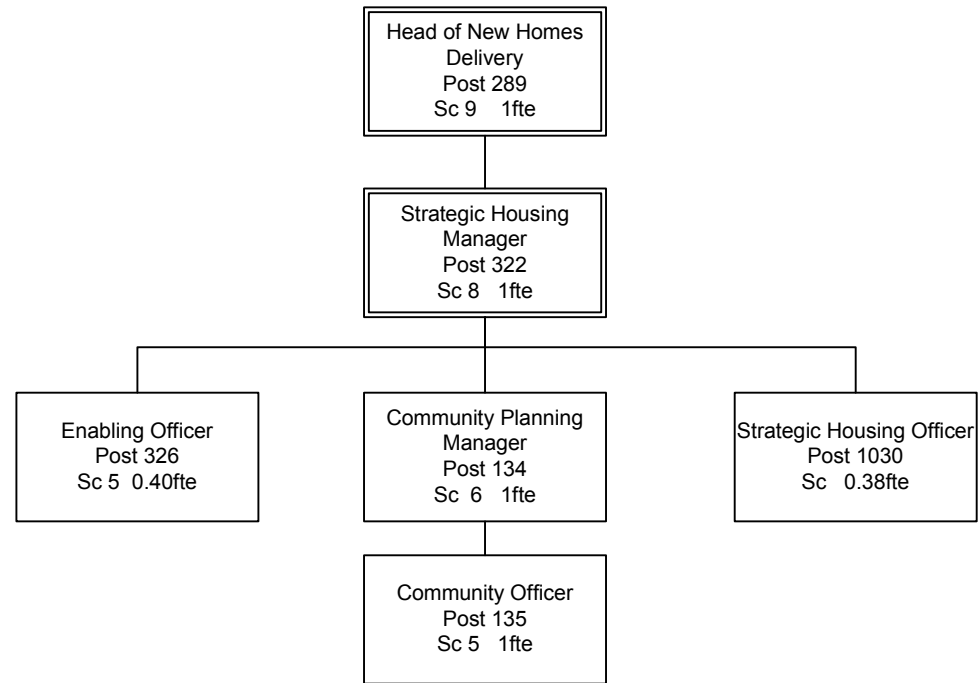 Head of New Homes
Delivery
Post 289
Sc 9 1fte
Strategic Housing
Manager
Post 322
Sc 8 1fte
Enabling Officer
Post 326
Sc 5 0.40fte
Community Planning
Manager
Post 134
Sc 6 1fte
Strategic Housing Officer
Post 1030
Sc 0.38fte
Community Officer
Post 135
Sc 5 1fte